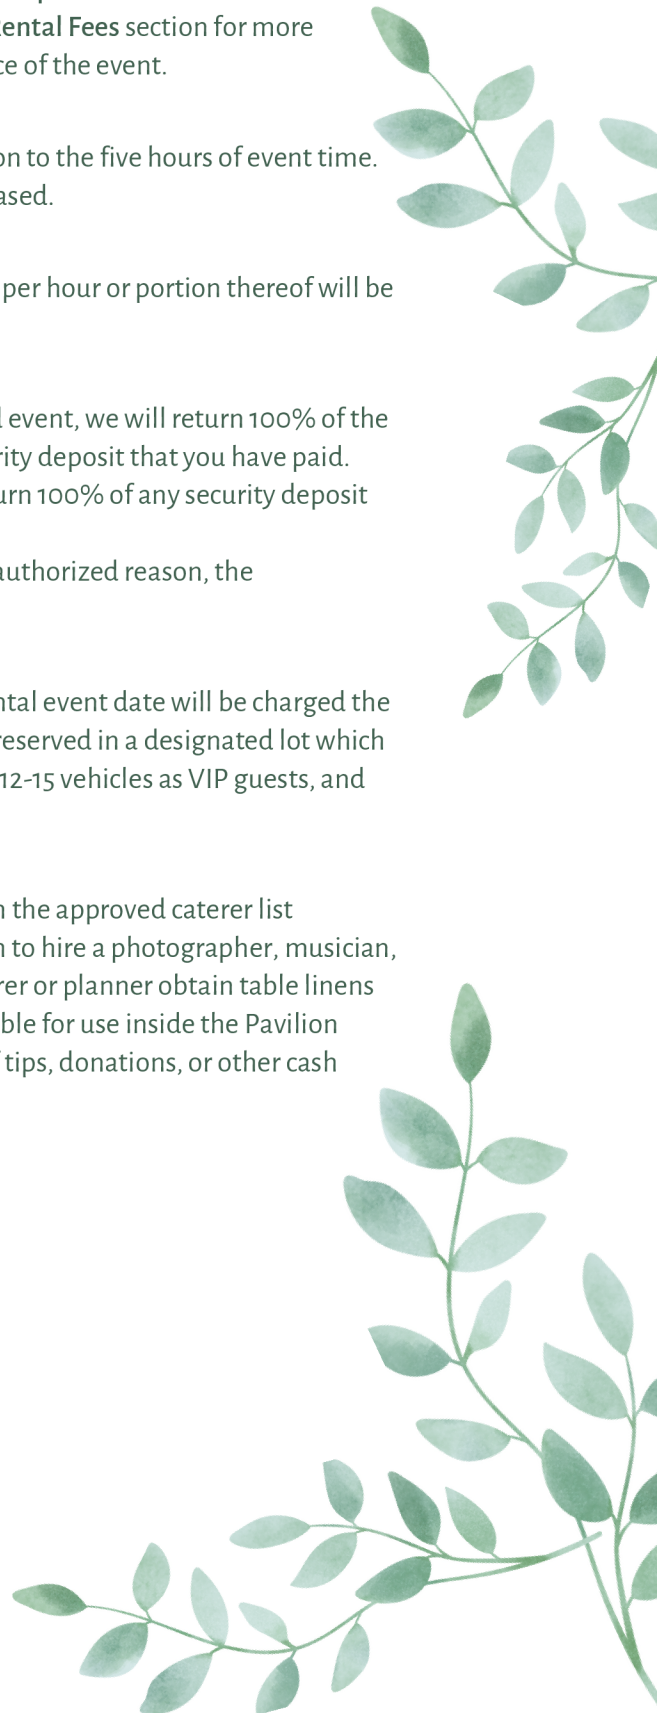 ental Fees section for more
ce of the event.
on to the five hours of event time.
ased.
per hour or portion thereof will be
l event, we will return 100% of the
rity deposit that you have paid.
urn 100% of any security deposit
authorized reason, the
ntal event date will be charged the
reserved in a designated lot which
12-15 vehicles as VIP guests, and
n the approved caterer list
n to hire a photographer, musician,
rer or planner obtain table linens
ble for use inside the Pavilion
f tips, donations, or other cash